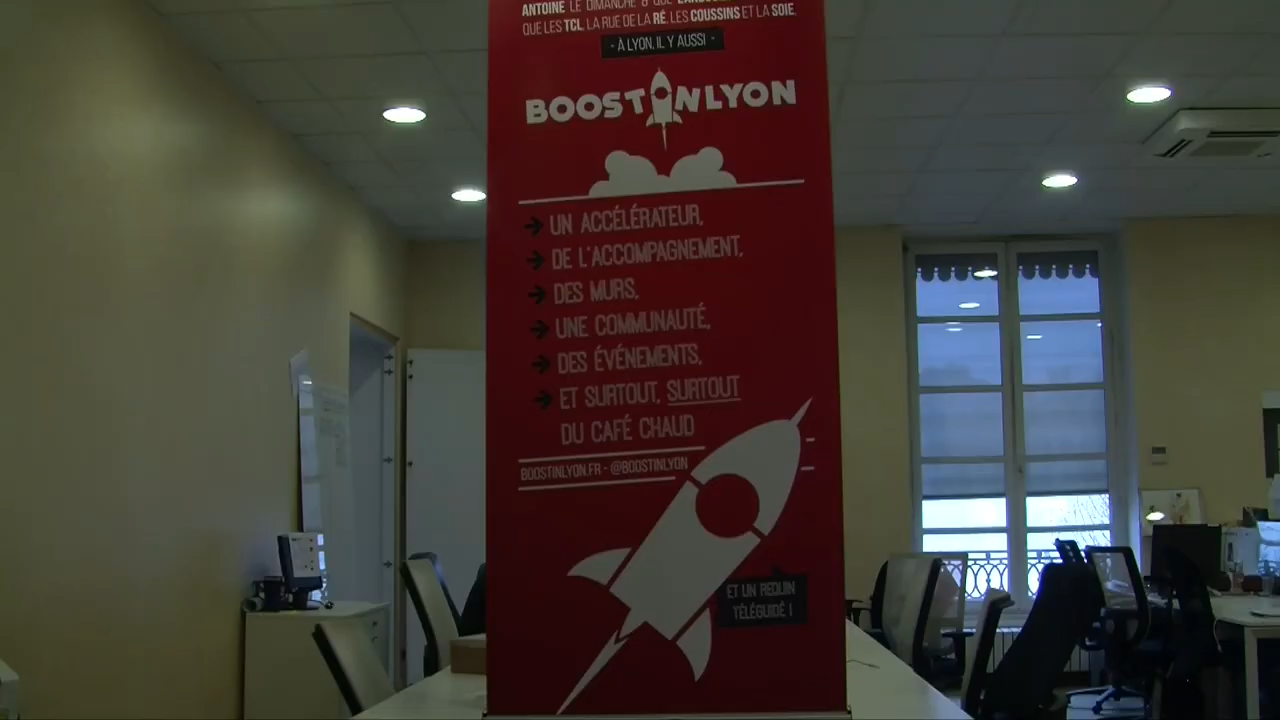 ANTOINE LE DIMANCHE
QUE LES TCL, LA RUE DE LA RÉ, LES COUSSINS ET LA SOIE.
- À LYON, IL Y AUSSI -
BOOSTINLYON
→ UN ACCÉLÉRATEUR,
→ DE L'ACCOMPAGNEMENT,
→ DES MURS,
→ UNE COMMUNAUTÉ,
→ DES ÉVÉNEMENTS,
→ ET SURTOUT, SURTOUT
DU CAFÉ CHAUD
BOOSTINLYON.FR - @BOOSTINLYON
ET UN REQUIN
TÉLÉGUIDÉ !